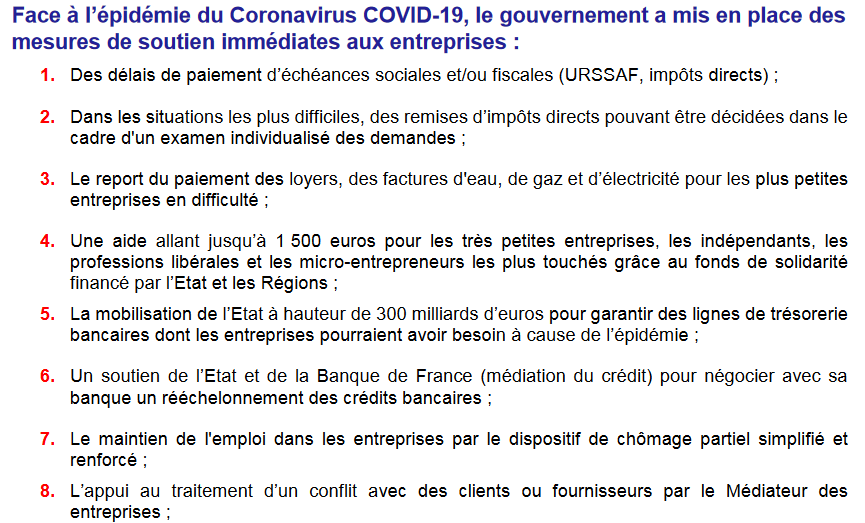 Face à l’épidémie du Coronavirus COVID-19, le gouvernement a mis en place des
mesures de soutien immédiates aux entreprises :
1. Des délais de paiement d’échéances sociales et/ou fiscales (URSSAF, impôts directs) ;
2. Dans les situations les plus difficiles, des remises d’impôts directs pouvant être décidées dans le
cadre d'un examen individualisé des demandes ;
3. Le report du paiement des loyers, des factures d'eau, de gaz et d’électricité pour les plus petites
entreprises en difficulté ;
4. Une aide allant jusqu’à 1 500 euros pour les très petites entreprises, les indépendants, les
professions libérales et les micro-entrepreneurs les plus touchés grâce au fonds de solidarité
financé par l’Etat et les Régions ;
5. La mobilisation de l’Etat à hauteur de 300 milliards d’euros pour garantir des lignes de trésorerie
bancaires dont les entreprises pourraient avoir besoin à cause de l’épidémie ;
6. Un soutien de l’Etat et de la Banque de France (médiation du crédit) pour négocier avec sa
banque un rééchelonnement des crédits bancaires ;
7. Le maintien de l'emploi dans les entreprises par le dispositif de chômage partiel simplifié et
renforcé ;
8. L’appui au traitement d’un conflit avec des clients ou fournisseurs par le Médiateur des
entreprises ;